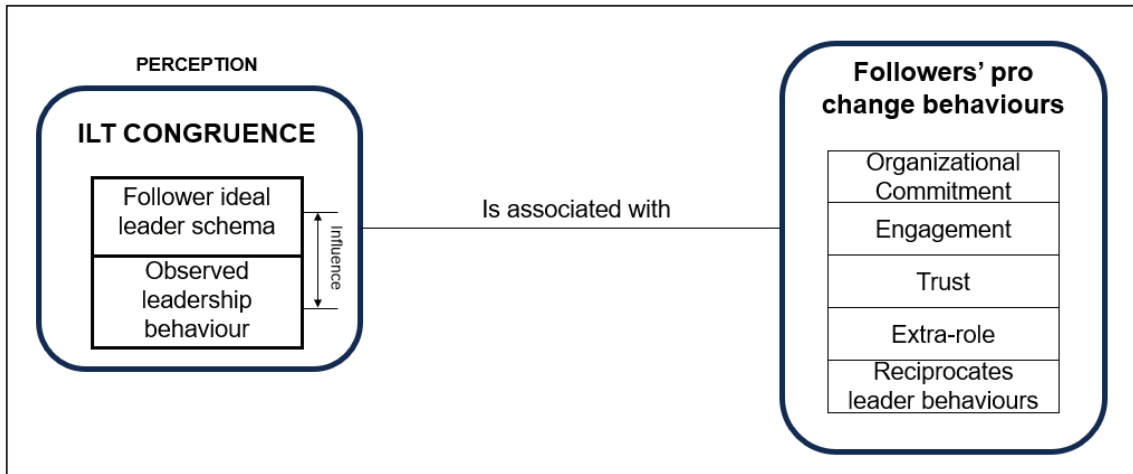 PERCEPTION
ILT CONGRUENCE
Follower ideal
leader schema
Observed
leadership
behaviour
Influence
Is associated with
Followers’ pro
change behaviours
Organizational
Commitment
Engagement
Trust
Extra-role
Reciprocates
leader behaviours